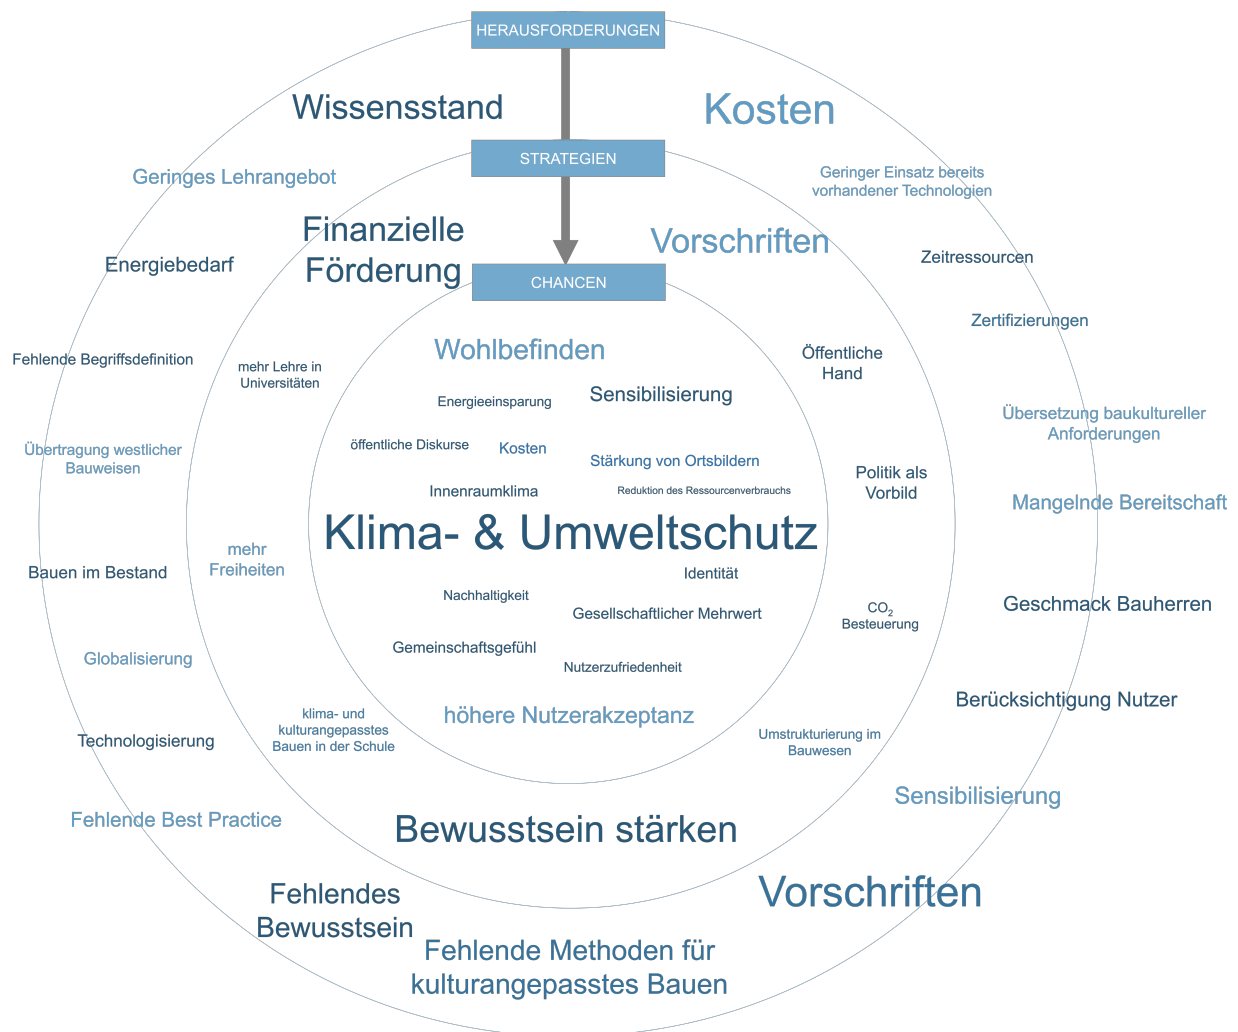 HERAUSFORDERUNGEN
Wissensstand
Kosten
STRATEGIEN
Geringes Lehrangebot
Geringer Einsatz bereits
vorhandener Technologien
Finanzielle
Förderung
Vorschriften
Energiebedarf
Zeitressourcen
CHANCEN
Zertifizierungen
Fehlende Begriffsdefinition
mehr Lehre in
Universitäten
Wohlbefinden
Öffentliche
Hand
Energieeinsparung
Sensibilisierung
Übersetzung baukultureller
Anforderungen
Übertragung westlicher
Bauweisen
öffentliche Diskurse
Kosten
Stärkung von Ortsbildern
Politik als
Vorbild
Innenraumklima
Reduktion des Ressourcenverbrauchs
Mangelnde Bereitschaft
Klima- & Umweltschutz
mehr
Freiheiten
Bauen im Bestand
Identität
Nachhaltigkeit
Gesellschaftlicher Mehrwert
CO2
Besteuerung
Geschmack Bauherren
Gemeinschaftsgefühl
Nutzerzufriedenheit
Globalisierung
Berücksichtigung Nutzer
höhere Nutzerakzeptanz
klima- und
kulturangepasstes
Bauen in der Schule
Umstrukturierung im
Bauwesen
Technologisierung
Sensibilisierung
Fehlende Best Practice
Bewusstsein stärken
Vorschriften
Fehlendes
Bewusstsein
Fehlende Methoden für
kulturangepasstes Bauen